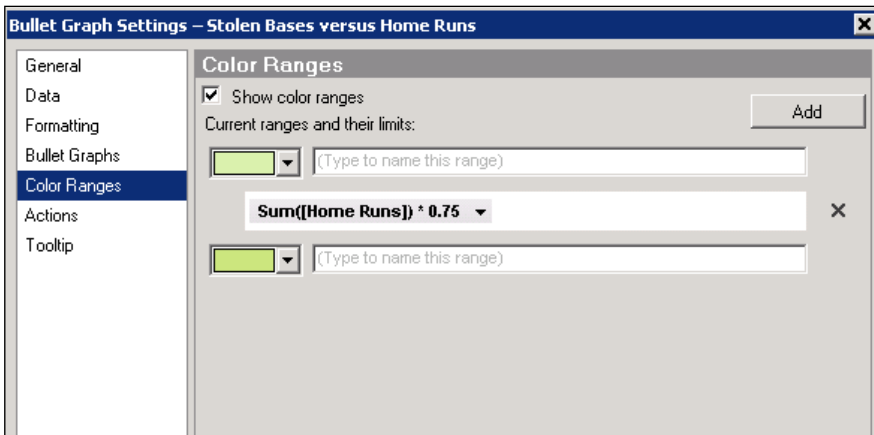 Bullet Graph Settings – Stolen Bases versus Home Runs
General
Data
Formatting
Bullet Graphs
Color Ranges
Actions
Tooltip
Color Ranges
Show color ranges
Add
Current ranges and their limits:
(Type to name this range)
Sum([Home Runs]) * 0.75
(Type to name this range)